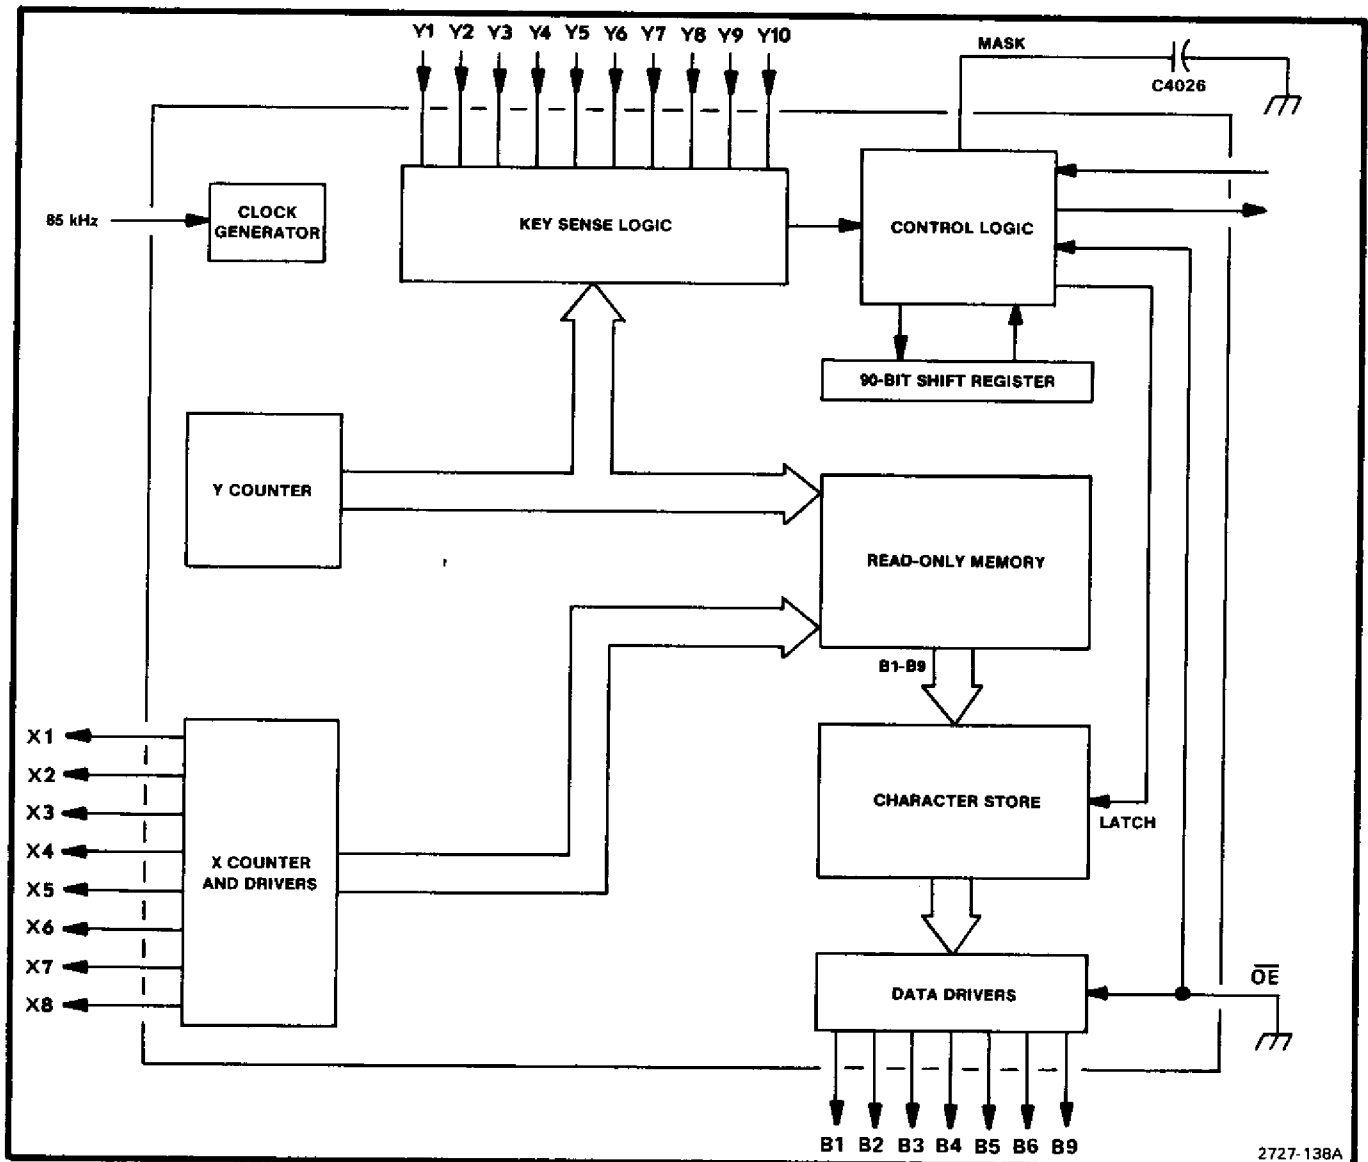 Y1 Y2 Y3 Y4 Y5 Y6 Y7 Y8 Y9 Y10
MASK
C4026
85 kHz
CLOCK
GENERATOR
KEY SENSE LOGIC
CONTROL LOGIC
90-BIT SHIFT REGISTER
Y COUNTER
READ-ONLY MEMORY
B1-B9
X1
X2
X3
X4
X5
X6
X7
X8
X COUNTER
AND DRIVERS
CHARACTER STORE
LATCH
DATA DRIVERS
OE
B1 B2 B3 B4 B5 B6 B9
2727-138A